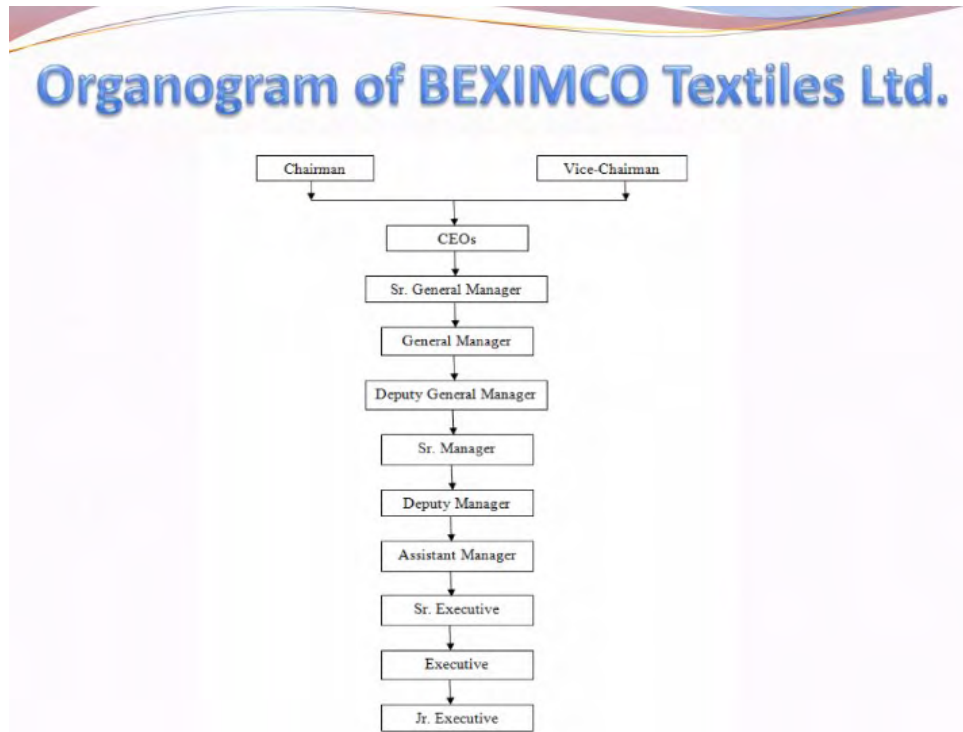 Organogram of BEXIMCO Textiles Ltd.
Chairman
Vice-Chairman
CEOs
Sr. General Manager
General Manager
Deputy General Manager
Sr. Manager
Deputy Manager
Assistant Manager
Sr. Executive
Executive
Jr. Executive